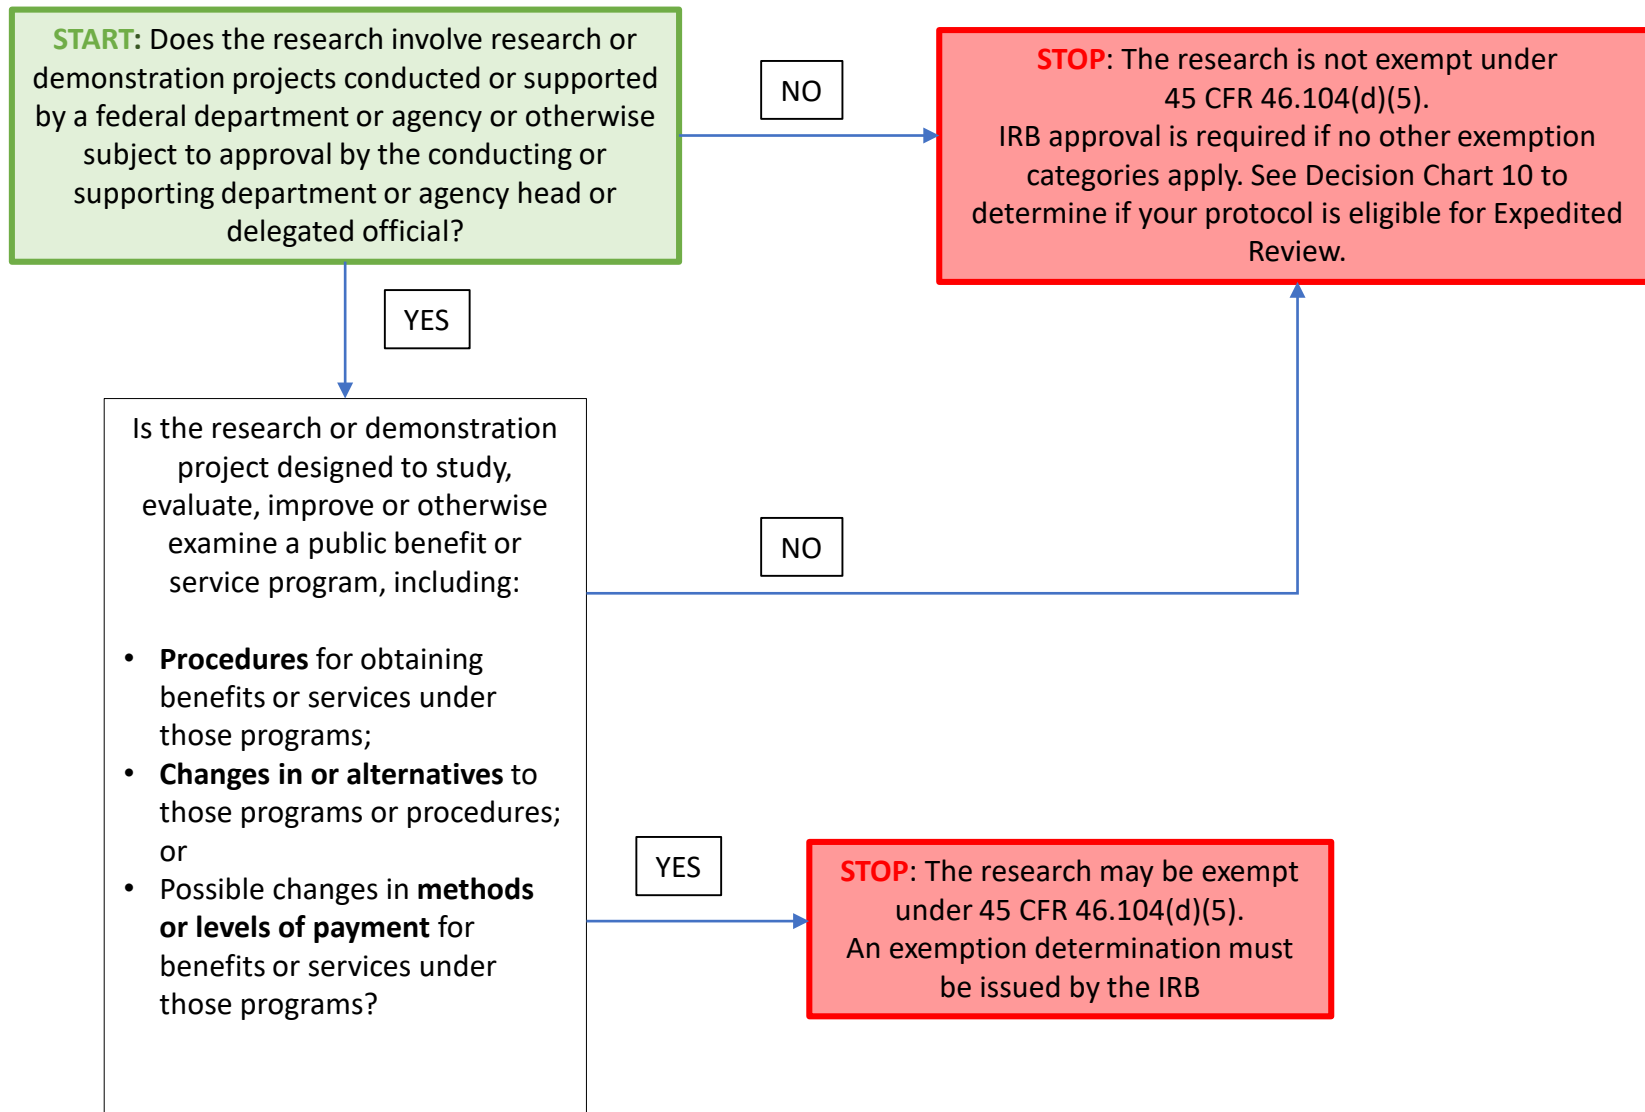 START: Does the research involve research or
demonstration projects conducted or supported
by a federal department or agency or otherwise
subject to approval by the conducting or
supporting department or agency head or
delegated official?
NO
STOP: The research is not exempt under
45 CFR 46.104(d)(5).
IRB approval is required if no other exemption
categories apply. See Decision Chart 10 to
determine if your protocol is eligible for Expedited
Review.
YES
Is the research or demonstration
project designed to study,
evaluate, improve or otherwise
examine a public benefit or
service program, including:
• Procedures for obtaining
benefits or services under
those programs;
• Changes in or alternatives to
those programs or procedures;
or
• Possible changes in methods
or levels of payment for
benefits or services under
those programs?
NO
YES
STOP: The research may be exempt
under 45 CFR 46.104(d)(5).
An exemption determination must
be issued by the IRB